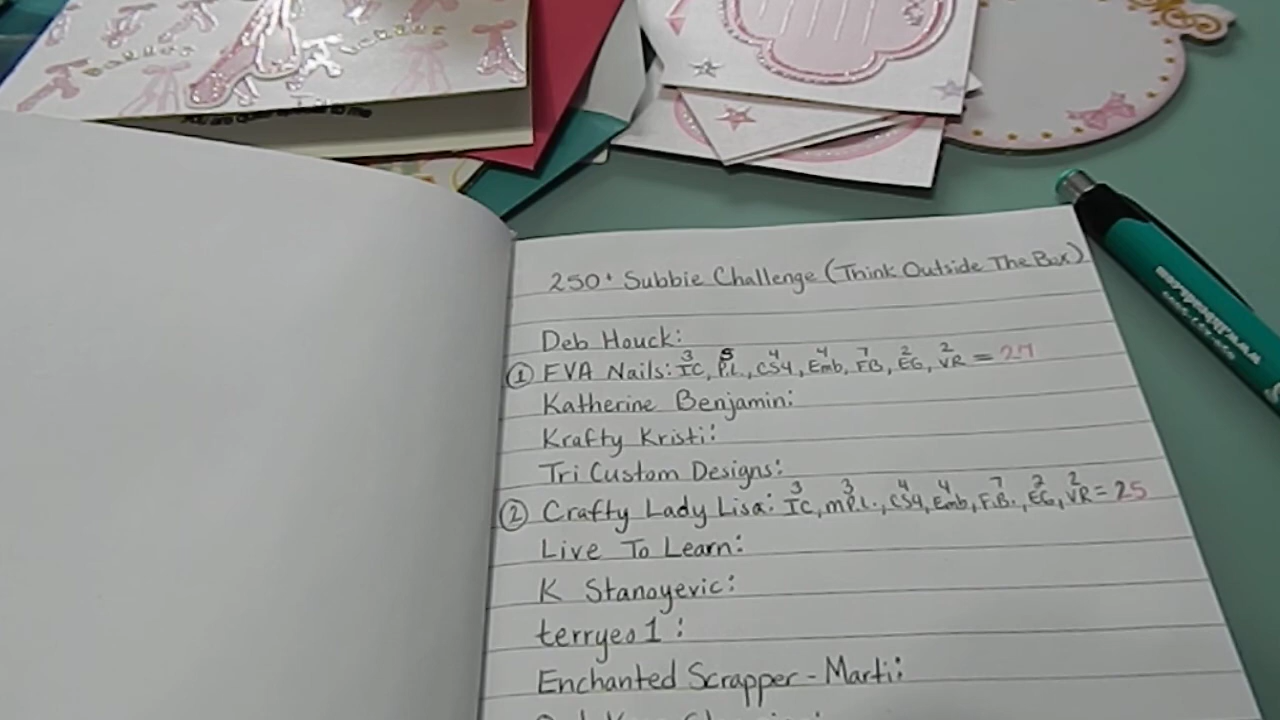 Ballet
250+ Subbie Challenge (Think Outside The Box)
Deb Houck:
3 5 4 4 7 2 2
① EVA Nails: IC, P.L., CS4, Emb, FB, EG, VR = 27
Katherine Benjamin:
Krafty Kristi:
Tri Custom Designs:
3 3 4 4 7 2 2
② Crafty Lady Lisa: IC, mP.L., CS4, Emb, F.B., EG, VR = 25
Live To Learn:
K Stanoyevic:
terryeo1:
Enchanted Scrapper - Marti: